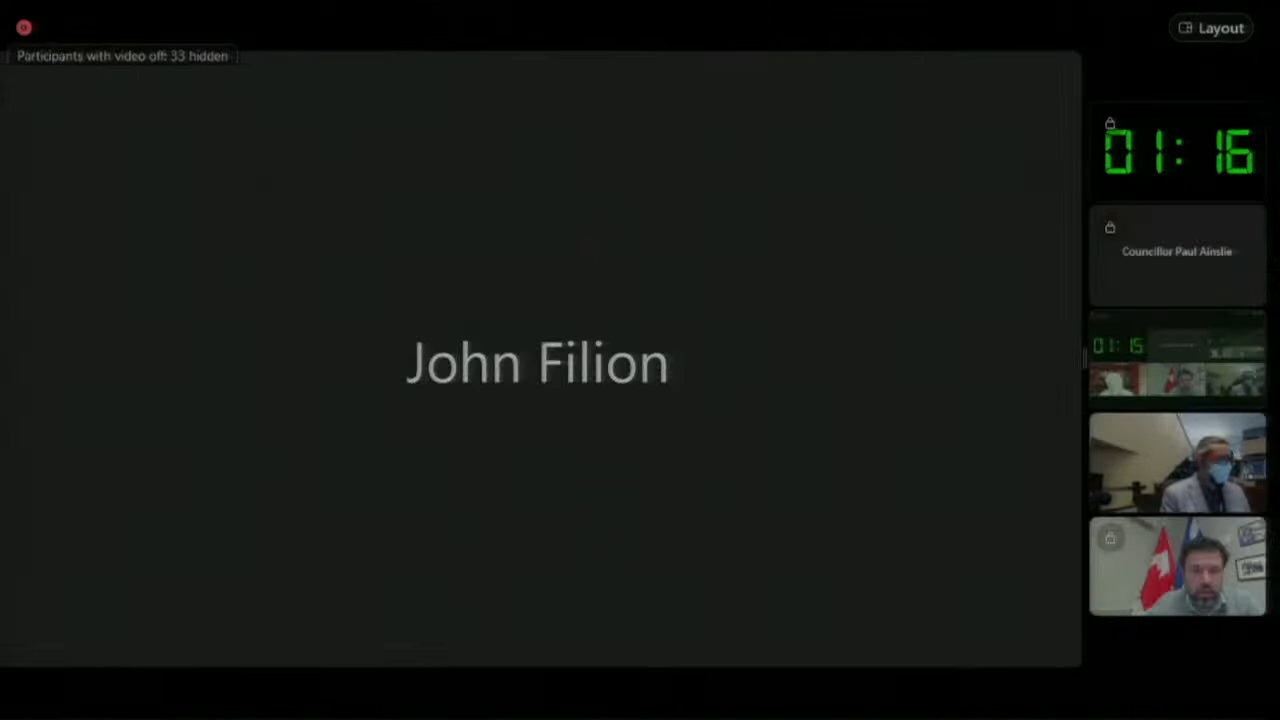 Layout
Participants with video off: 33 hidden
01:16
Councillor Paul Ainslie
01:15
John Filion